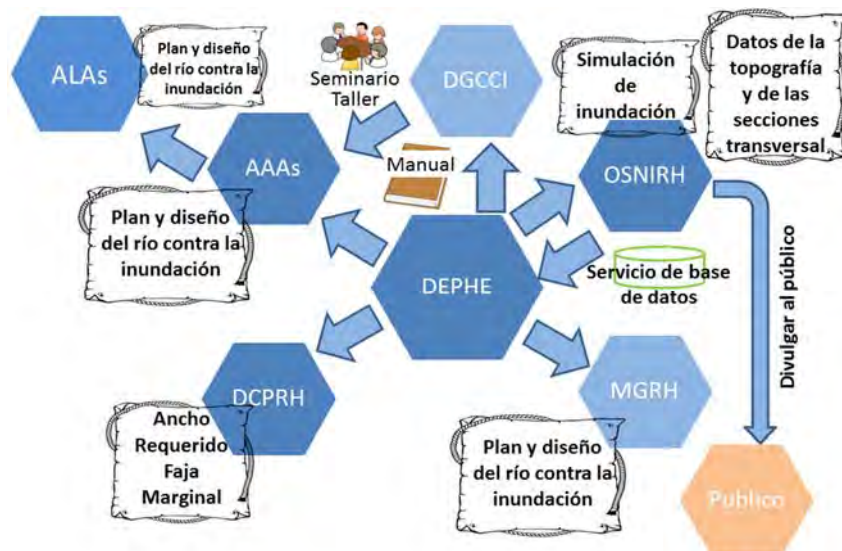 ALAs
Plan y diseño
del río contra la
inundación
Seminario
Taller
DGCCI
Simulación
de
inundación
Datos de la
topografía
y de las
secciones
transversal
AAAs
Manual
OSNIRH
Plan y diseño
del río contra la
inundación
DEPHE
Servicio de base
de datos
Divulgar al público
DCPRH
Ancho
Requerido
Faja
Marginal
MGRH
Plan y diseño
del río contra la
inundación
Publico